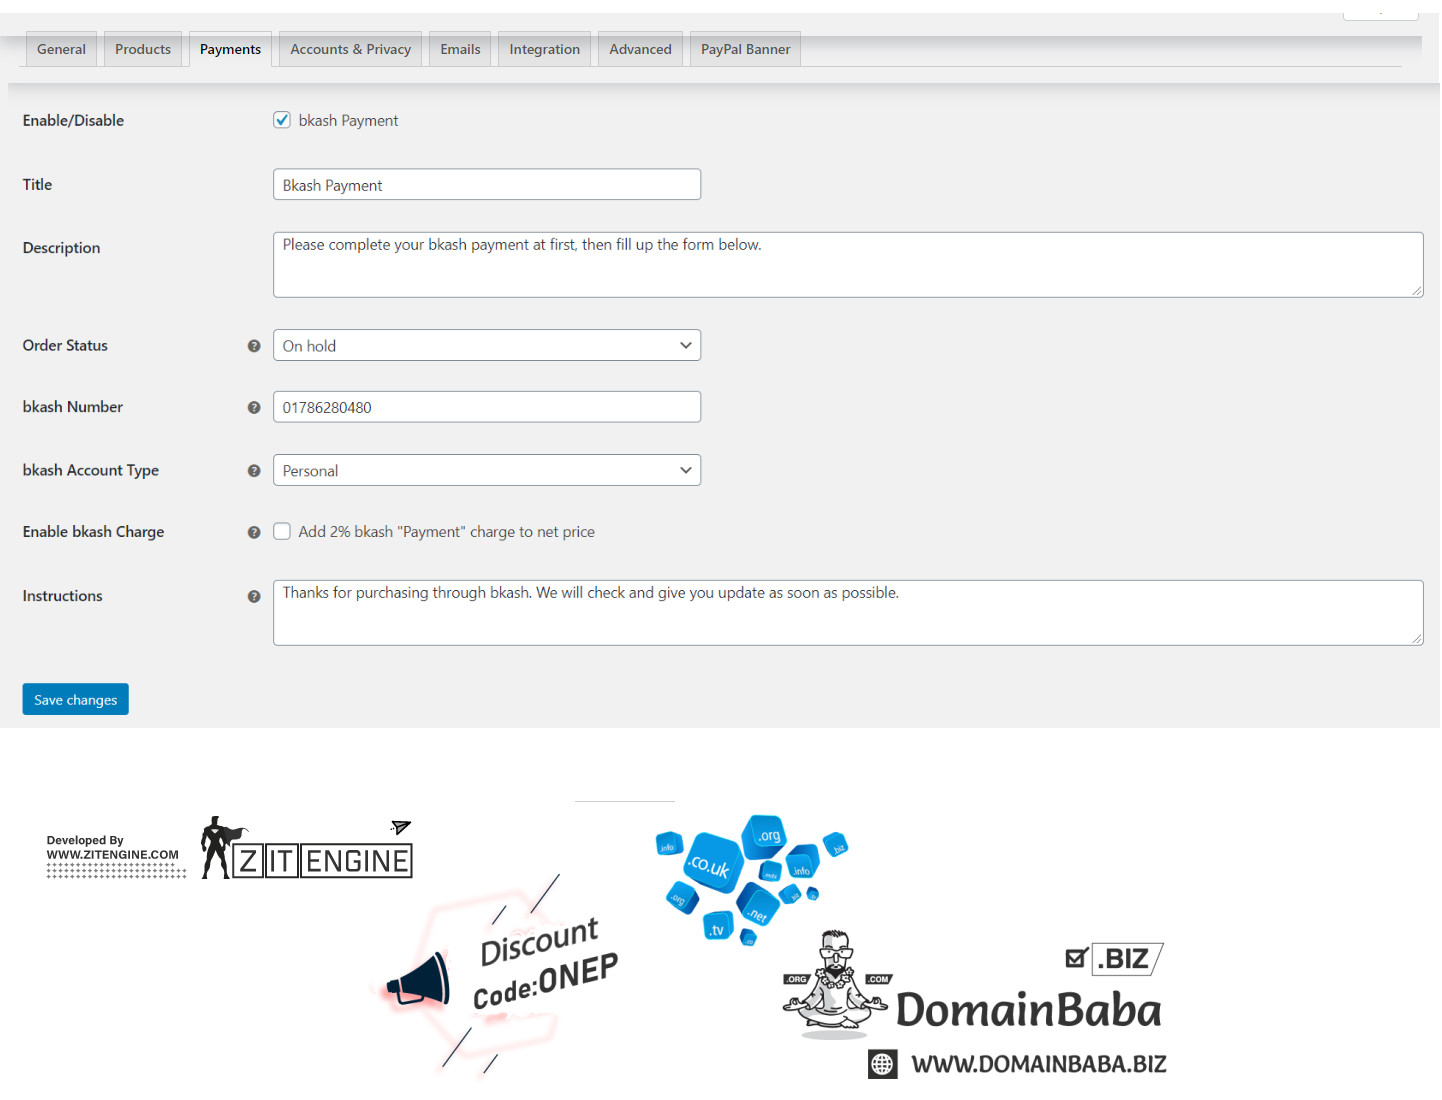 General
Products
Payments
Accounts & Privacy
Emails
Integration
Advanced
PayPal Banner
Enable/Disable
bkash Payment
Title
Bkash Payment
Description
Please complete your bkash payment at first, then fill up the form below.
Order Status
On hold
bkash Number
01786280480
bkash Account Type
Personal
Enable bkash Charge
Add 2% bkash "Payment" charge to net price
Instructions
Thanks for purchasing through bkash. We will check and give you update as soon as possible.
Save changes
Developed By
WWW.ZITENGINE.COM
ZIT ENGINE
Discount
Code:ONEP
.org
.info
.co.uk
.biz
.info
.org
.net
.tv
.ORG
.COM
.BIZ
DomainBaba
WWW.DOMAINBABA.BIZ